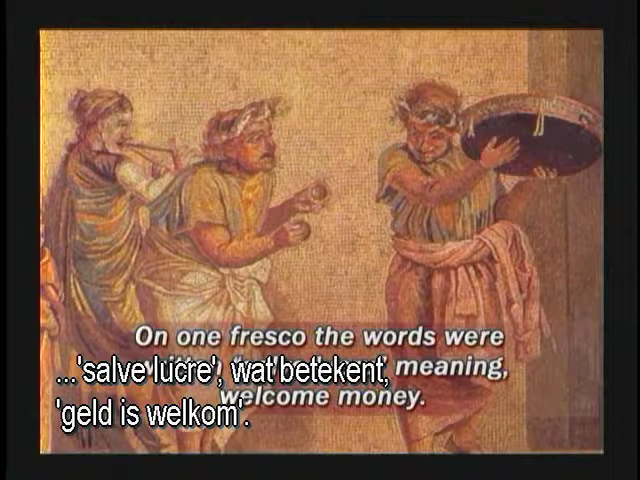 On one fresco the words were
meaning,
welcome money.
...'salve lucre', wat betekent,
'geld is welkom'.